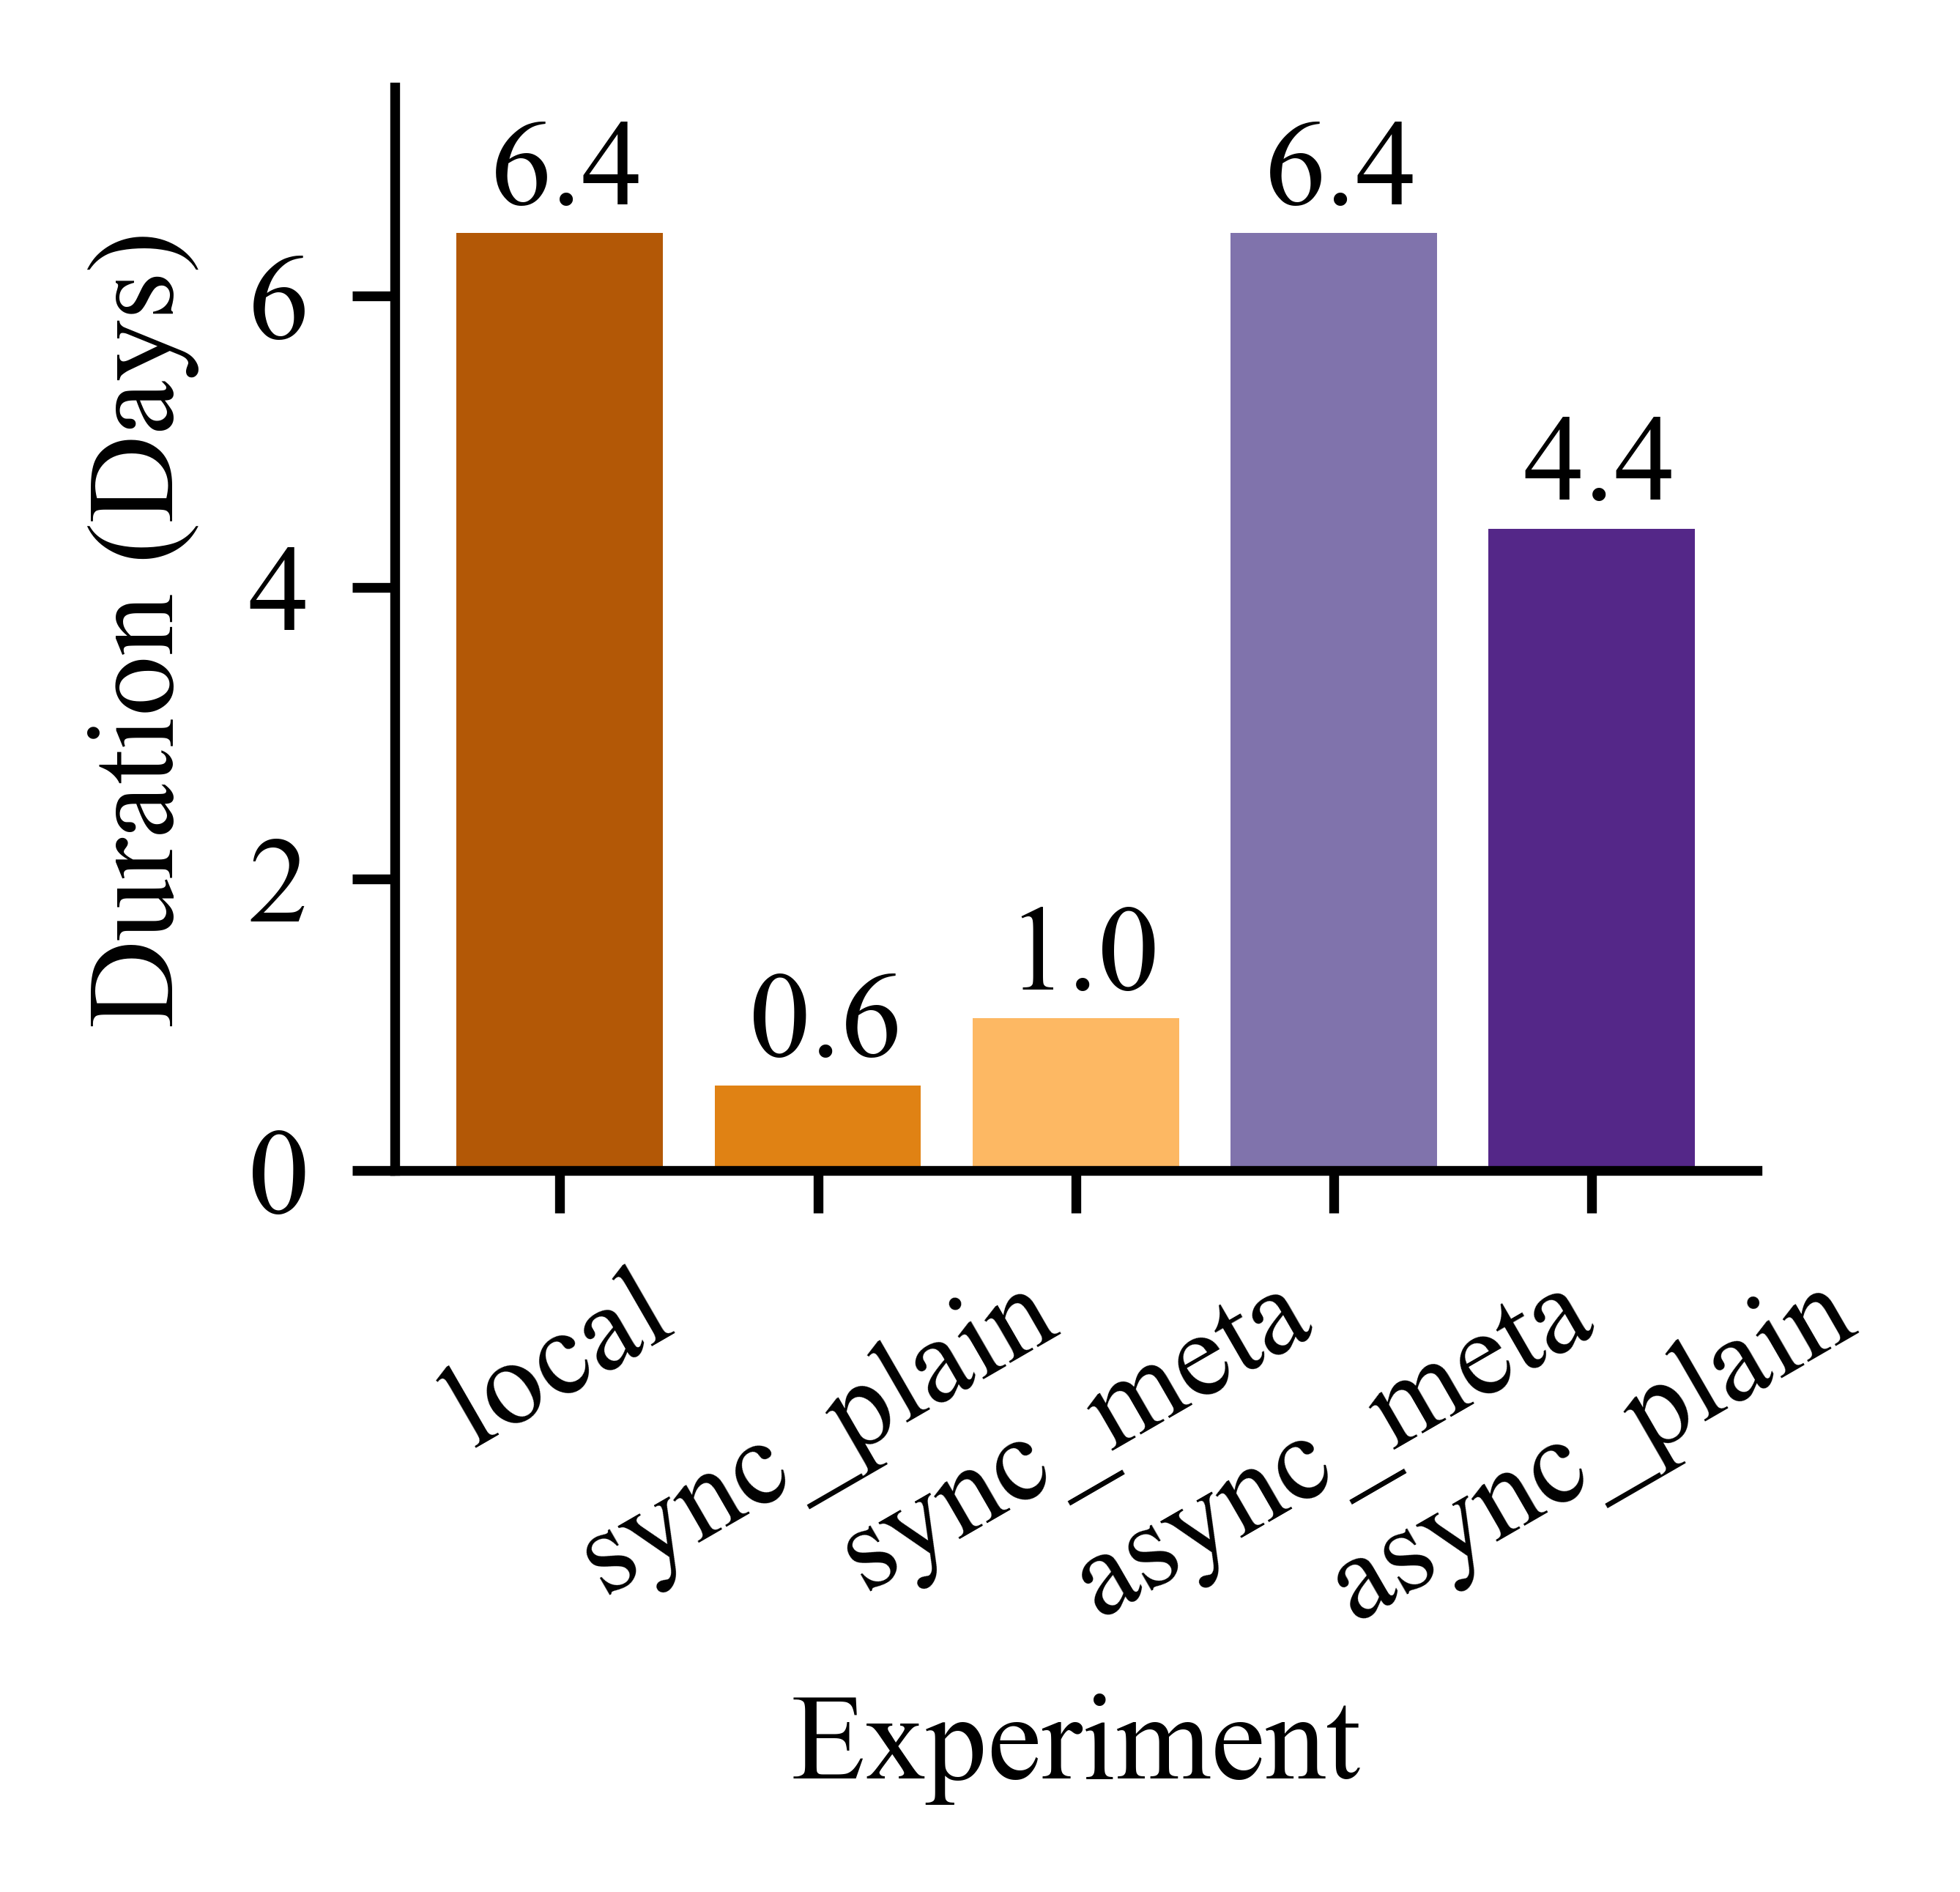 Duration (Days)
6
4
2
0
6.4
0.6
1.0
6.4
4.4
local
sync_plain
sync_meta
async_meta
async_plain
Experiment